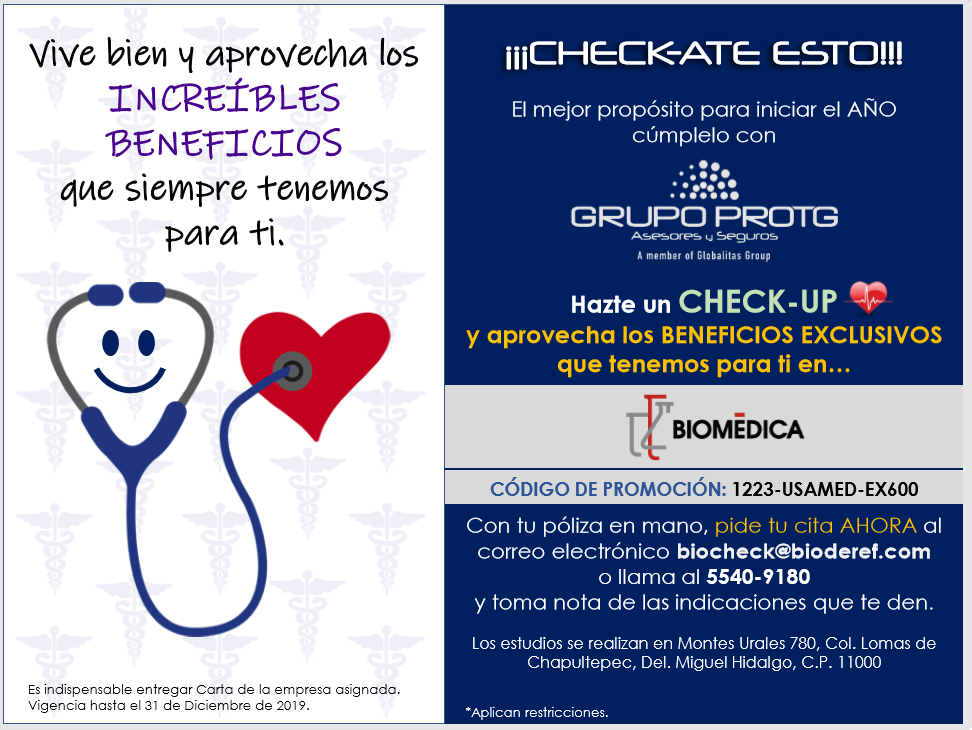 Vive bien y aprovecha los
INCREÍBLES
BENEFICIOS
que siempre tenemos
para ti.
Es indispensable entregar Carta de la empresa asignada.
Vigencia hasta el 31 de Diciembre de 2019.
¡¡¡CHECK-ATE ESTO!!!
El mejor propósito para iniciar el AÑO
cúmplelo con
GRUPO PROTG
Asesores y Seguros
A member of Globalitas Group
Hazte un CHECK-UP
y aprovecha los BENEFICIOS EXCLUSIVOS
que tenemos para ti en...
BIOMĒDICA
CÓDIGO DE PROMOCIÓN: 1223-USAMED-EX600
Con tu póliza en mano, pide tu cita AHORA al
correo electrónico biocheck@bioderef.com
o llama al 5540-9180
y toma nota de las indicaciones que te den.
Los estudios se realizan en Montes Urales 780, Col. Lomas de
Chapultepec, Del. Miguel Hidalgo, C.P. 11000
*Aplican restricciones.